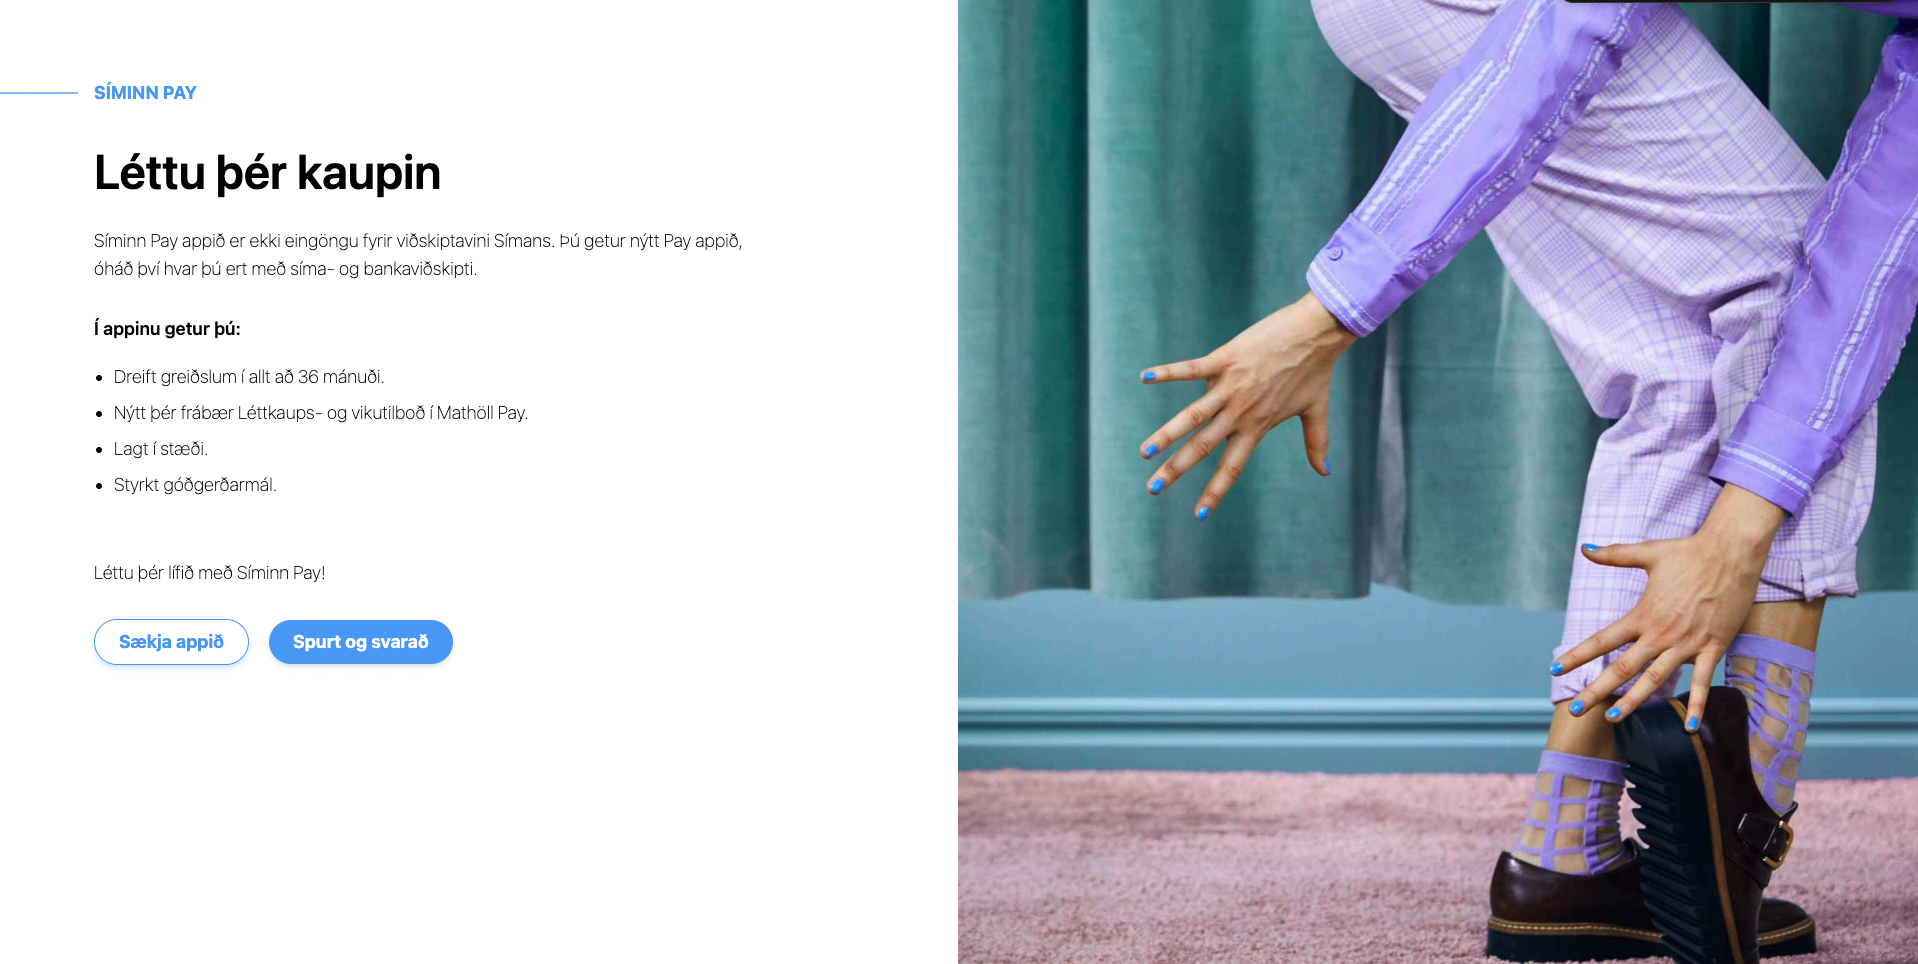 SÍMINN PAY
Léttu þér kaupin
Síminn Pay appið er ekki eingöngu fyrir viðskiptavini Símans. Þú getur nýtt Pay appið,
óháð því hvar þú ert með síma- og bankaviðskipti.
Í appinu getur þú:
• Dreift greiðslum í allt að 36 mánuði.
• Nýtt þér frábær Léttkaups- og vikutilboð í Mathöll Pay.
• Lagt í stæði.
• Styrkt góðgerðarmál.
Léttu þér lífið með Síminn Pay!
Sækja appið
Spurt og svarað